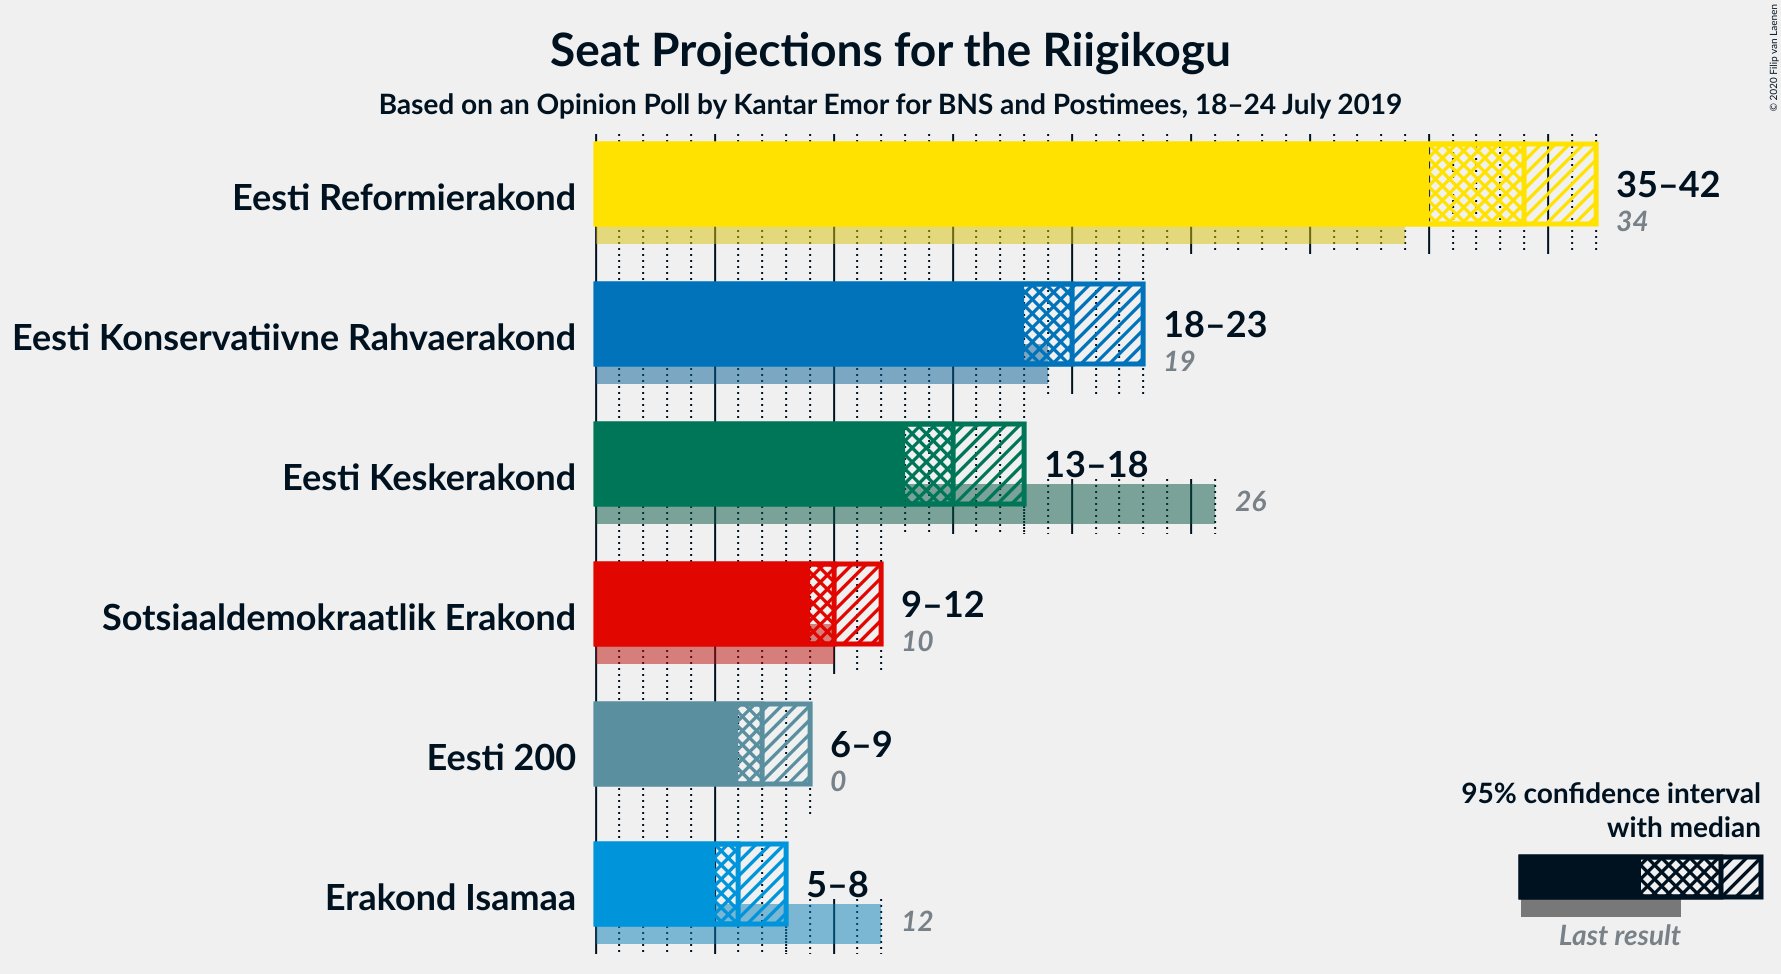 Seat Projections for the Riigikogu
Based on an Opinion Poll by Kantar Emor for BNS and Postimees, 18–24 July 2019
© 2020 Filip van Laenen
Eesti Reformierakond
35–42
34
Eesti Konservatiivne Rahvaerakond
18–23
19
Eesti Keskerakond
13–18
26
Sotsiaaldemokraatlik Erakond
9–12
10
Eesti 200
6–9
0
Erakond Isamaa
5–8
12
95% confidence interval
with median
Last result